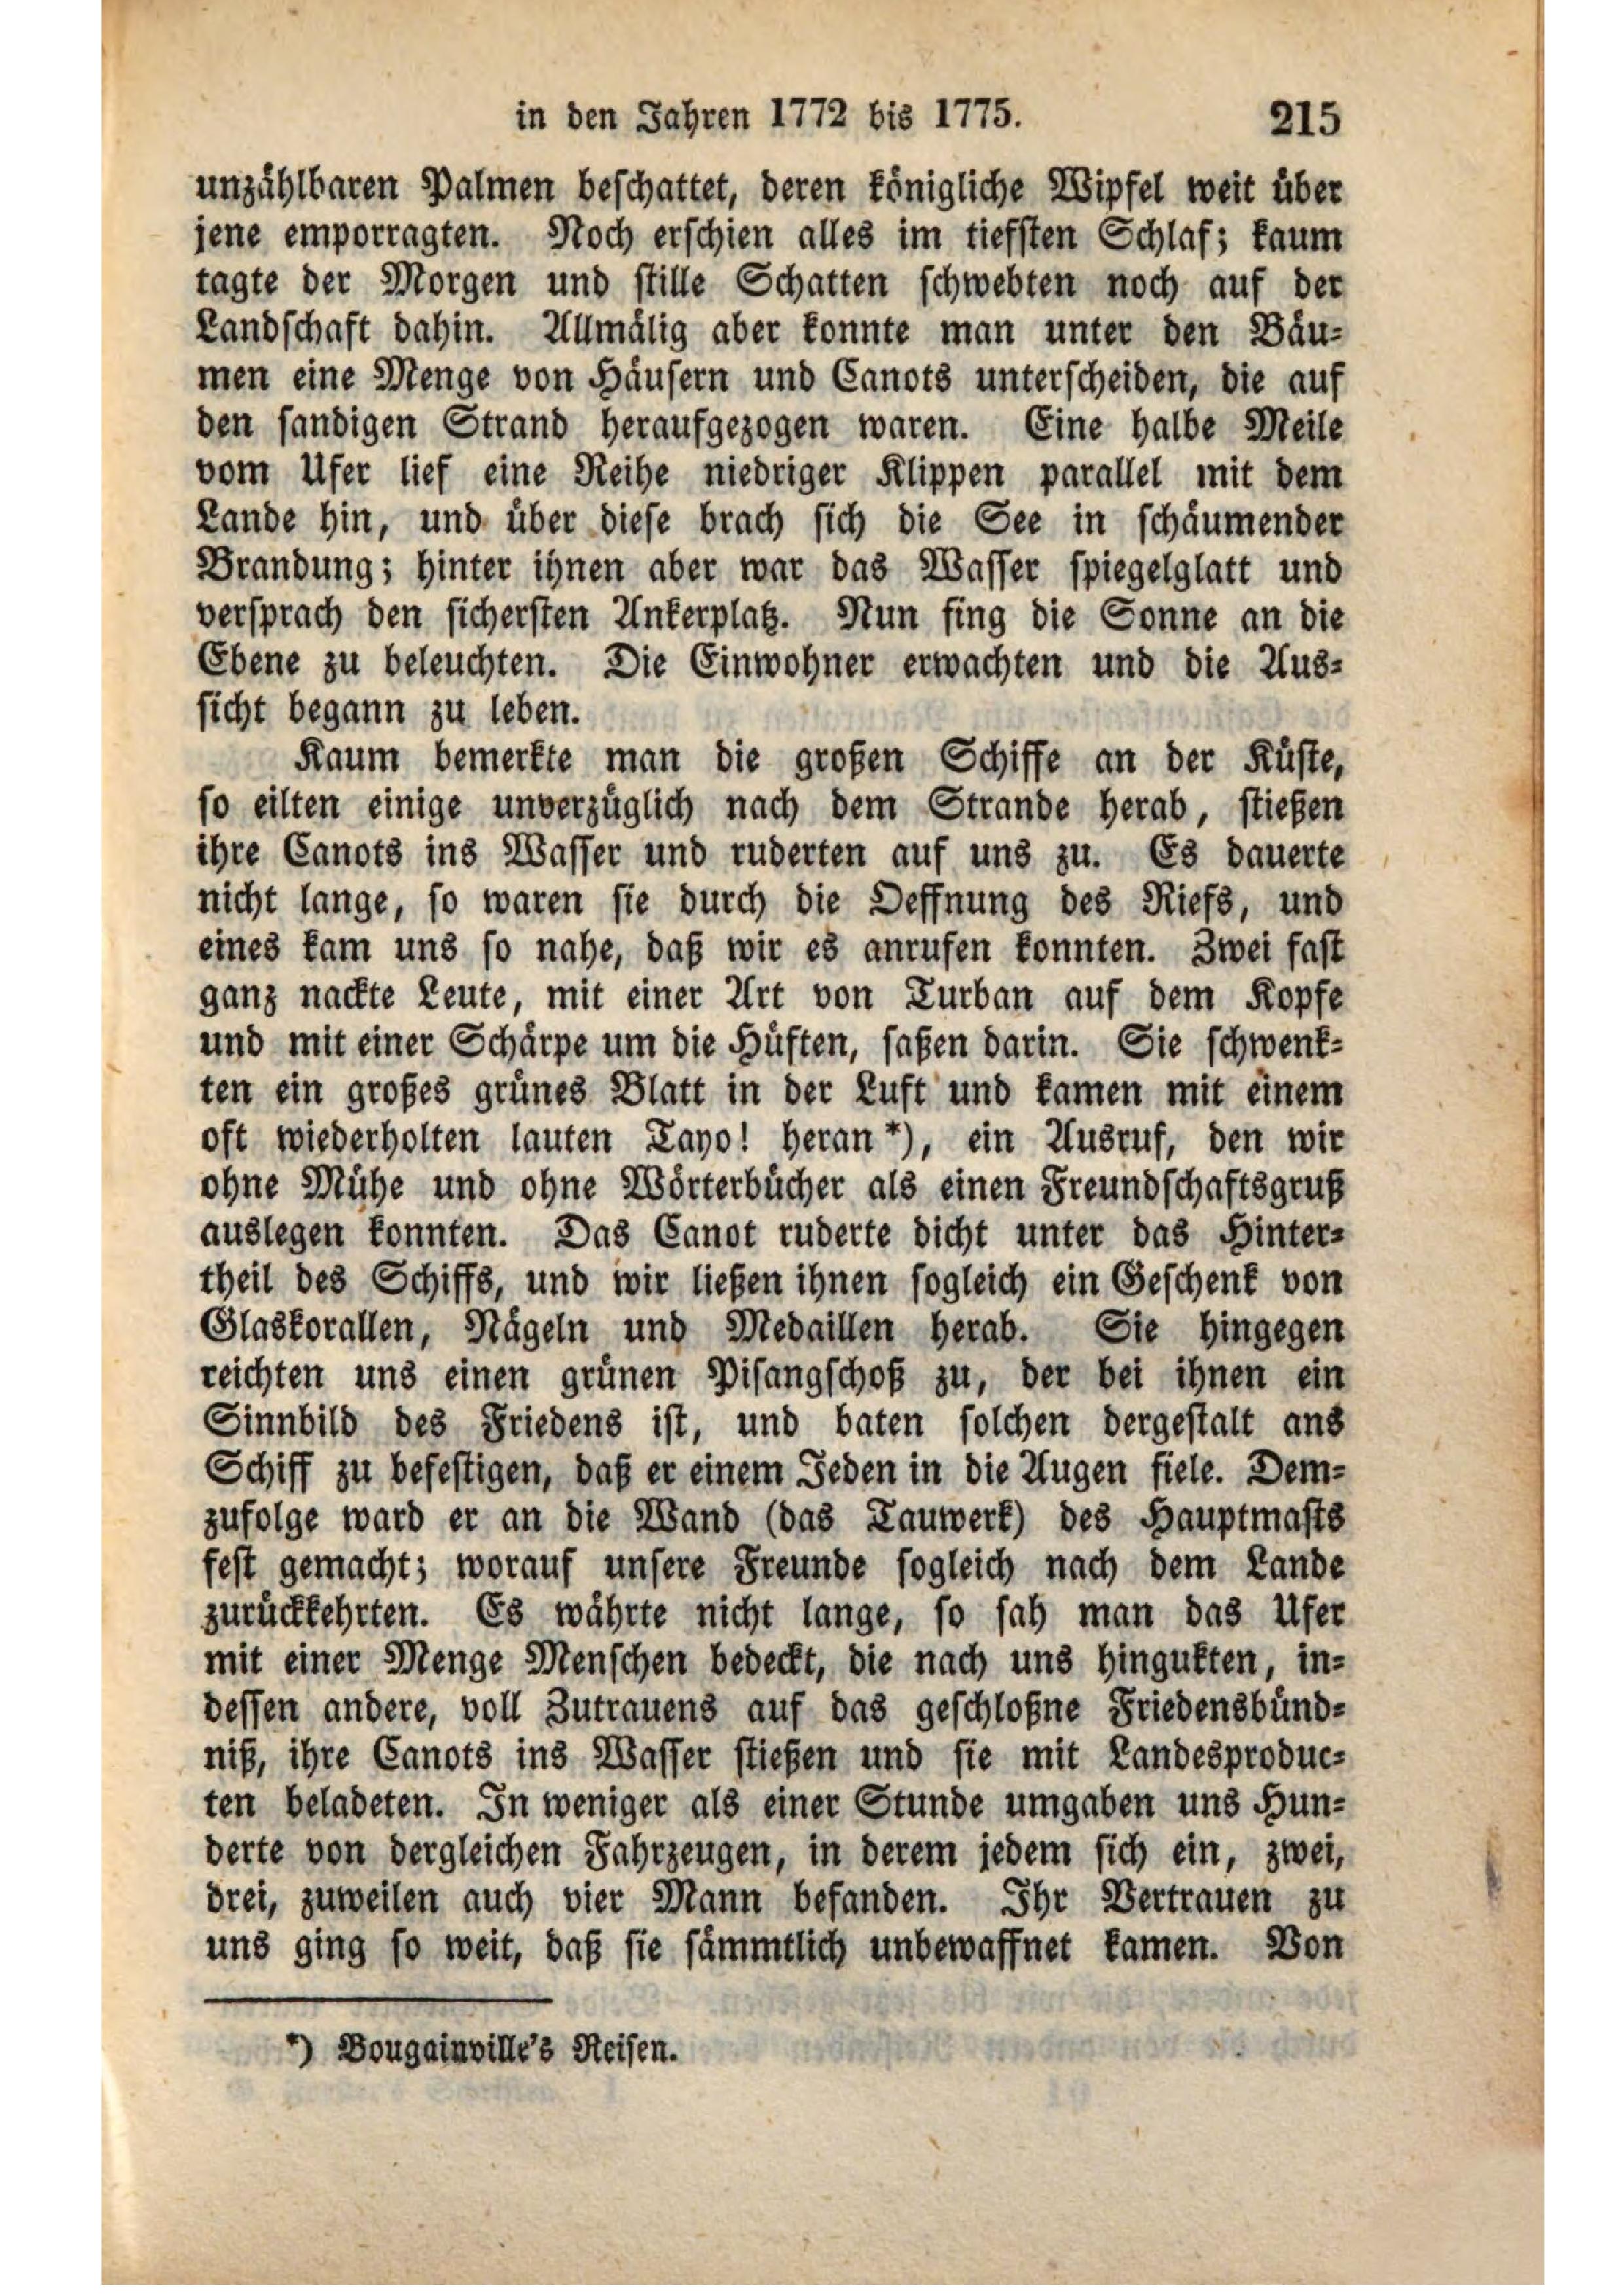 in den Jahren 1772 bis 1775. 215
unzählbaren Palmen beschattet, deren königliche Wipfel weit über
jene emporragten. Noch erschien alles im tiefsten Schlaf; kaum
tagte der Morgen und stille Schatten schwebten noch auf der
Landschaft dahin. Allmälig aber konnte man unter den Bäu-
men eine Menge von Häusern und Canots unterscheiden, die auf
den sandigen Strand heraufgezogen waren. Eine halbe Meile
vom Ufer lief eine Reihe niedriger Klippen parallel mit dem
Lande hin, und über diese brach sich die See in schäumender
Brandung; hinter ihnen aber war das Wasser spiegelglatt und
versprach den sichersten Ankerplatz. Nun fing die Sonne an die
Ebene zu beleuchten. Die Einwohner erwachten und die Aus-
sicht begann zu leben.
Kaum bemerkte man die großen Schiffe an der Küste,
so eilten einige unverzüglich nach dem Strande herab, stießen
ihre Canots ins Wasser und ruderten auf uns zu. Es dauerte
nicht lange, so waren sie durch die Oeffnung des Riefs, und
eines kam uns so nahe, daß wir es anrufen konnten. Zwei fast
ganz nackte Leute, mit einer Art von Turban auf dem Kopfe
und mit einer Schärpe um die Hüften, saßen darin. Sie schwenk-
ten ein großes grünes Blatt in der Luft und kamen mit einem
oft wiederholten lauten Tayo! heran*), ein Ausruf, den wir
ohne Mühe und ohne Wörterbücher als einen Freundschaftsgruß
auslegen konnten. Das Canot ruderte dicht unter das Hinter-
theil des Schiffs, und wir ließen ihnen sogleich ein Geschenk von
Glaskorallen, Nägeln und Medaillen herab. Sie hingegen
reichten uns einen grünen Pisangschoß zu, der bei ihnen ein
Sinnbild des Friedens ist, und baten solchen dergestalt ans
Schiff zu befestigen, daß er einem Jeden in die Augen fiele. Dem-
zufolge ward er an die Wand (das Tauwerk) des Hauptmasts
fest gemacht; worauf unsere Freunde sogleich nach dem Lande
zurückkehrten. Es währte nicht lange, so sah man das Ufer
mit einer Menge Menschen bedeckt, die nach uns hingukten, in-
dessen andere, voll Zutrauens auf das geschloßne Friedensbünd-
niß, ihre Canots ins Wasser stießen und sie mit Landesproduc-
ten beladeten. In weniger als einer Stunde umgaben uns Hun-
derte von dergleichen Fahrzeugen, in derem jedem sich ein, zwei,
drei, zuweilen auch vier Mann befanden. Ihr Vertrauen zu
uns ging so weit, daß sie sämmtlich unbewaffnet kamen. Von
*) Bougainville's Reisen.